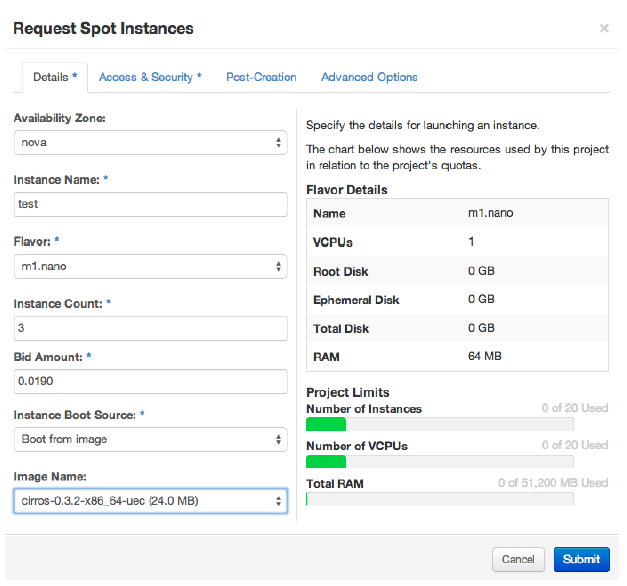 Request Spot Instances
×
Details *
Access & Security *
Post-Creation
Advanced Options
Availability Zone:
nova
Instance Name: *
test
Flavor: *
m1.nano
Instance Count: *
3
Bid Amount: *
0.0190
Instance Boot Source: *
Boot from image
Image Name:
cirros-0.3.2-x86_64-uec (24.0 MB)
Specify the details for launching an instance.
The chart below shows the resources used by this project
in relation to the project's quotas.
Flavor Details
Name m1.nano
VCPUs 1
Root Disk 0 GB
Ephemeral Disk 0 GB
Total Disk 0 GB
RAM 64 MB
Project Limits
Number of Instances 0 of 20 Used
Number of VCPUs 0 of 20 Used
Total RAM 0 of 51,200 MB Used
Cancel
Submit